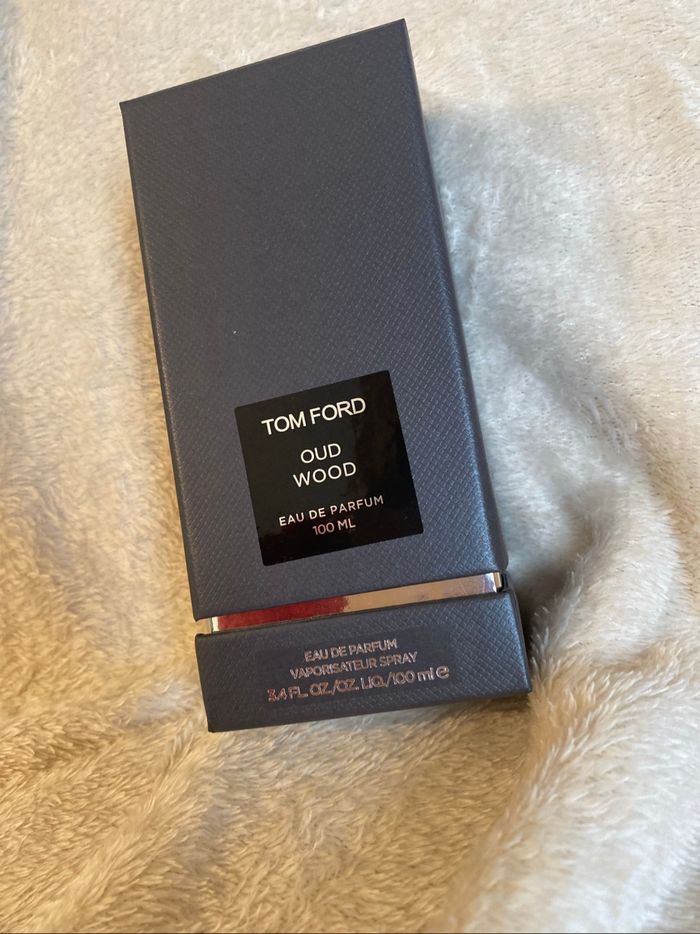 TOM FORD
OUD
WOOD
EAU DE PARFUM
100 ML
EAU DE PARFUM
VAPORISATEUR SPRAY
3.4 FL. OZ./OZ. LIQ./100 ml e